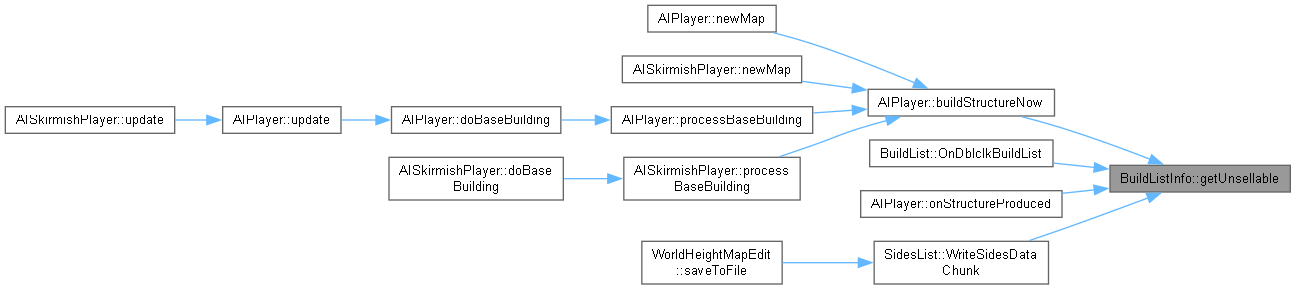 AIPlayer::newMap
AISkirmishPlayer::newMap
AIPlayer::buildStructureNow
AISkirmishPlayer::update
AIPlayer::update
AIPlayer::doBaseBuilding
AIPlayer::processBaseBuilding
BuildList::OnDblclkBuildList
AISkirmishPlayer::doBase
Building
AISkirmishPlayer::process
BaseBuilding
BuildListInfo::getUnsellable
AIPlayer::onStructureProduced
WorldHeightMapEdit
::saveToFile
SidesList::WriteSidesData
Chunk